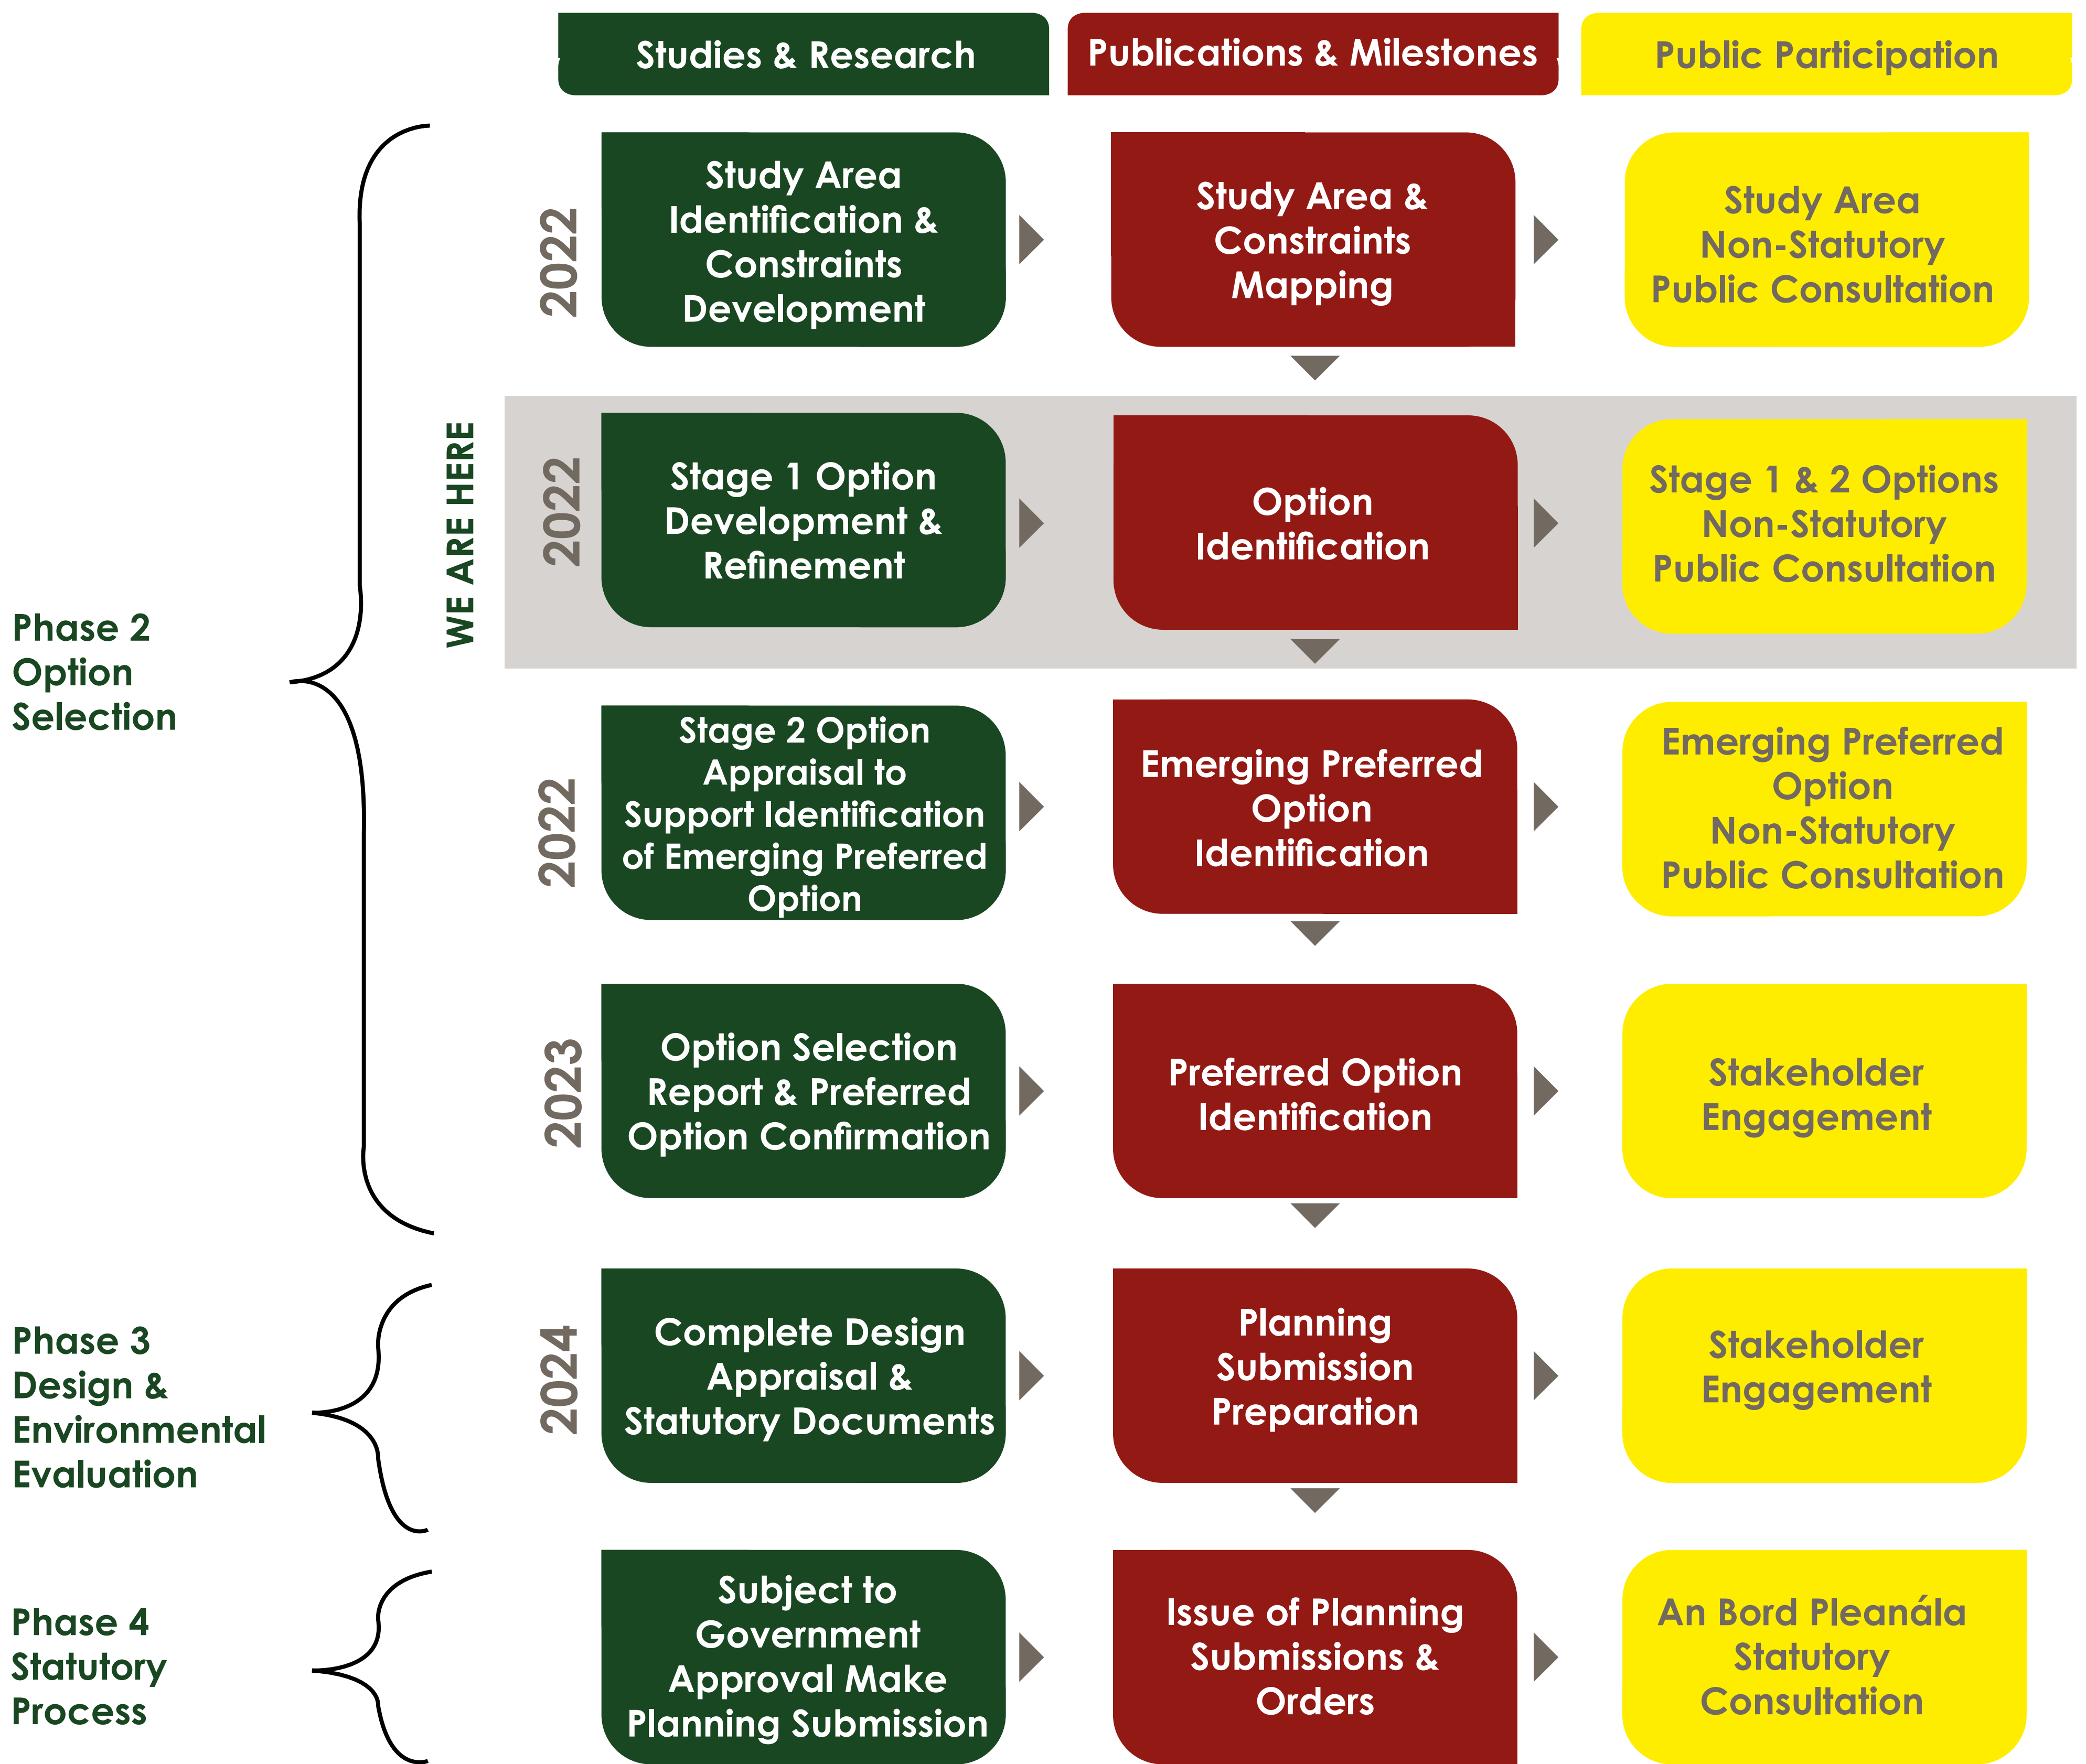 Studies & Research
Publications & Milestones
Public Participation
Phase 2
Option
Selection
WE ARE HERE
2022
Study Area
Identification &
Constraints
Development
Study Area &
Constraints
Mapping
Study Area
Non-Statutory
Public Consultation
2022
Stage 1 Option
Development &
Refinement
Option
Identification
Stage 1 & 2 Options
Non-Statutory
Public Consultation
2022
Stage 2 Option
Appraisal to
Support Identification
of Emerging Preferred
Option
Emerging Preferred
Option
Identification
Emerging Preferred
Option
Non-Statutory
Public Consultation
2023
Option Selection
Report & Preferred
Option Confirmation
Preferred Option
Identification
Stakeholder
Engagement
Phase 3
Design &
Environmental
Evaluation
2024
Complete Design
Appraisal &
Statutory Documents
Planning
Submission
Preparation
Stakeholder
Engagement
Phase 4
Statutory
Process
Subject to
Government
Approval Make
Planning Submission
Issue of Planning
Submissions &
Orders
An Bord Pleanála
Statutory
Consultation